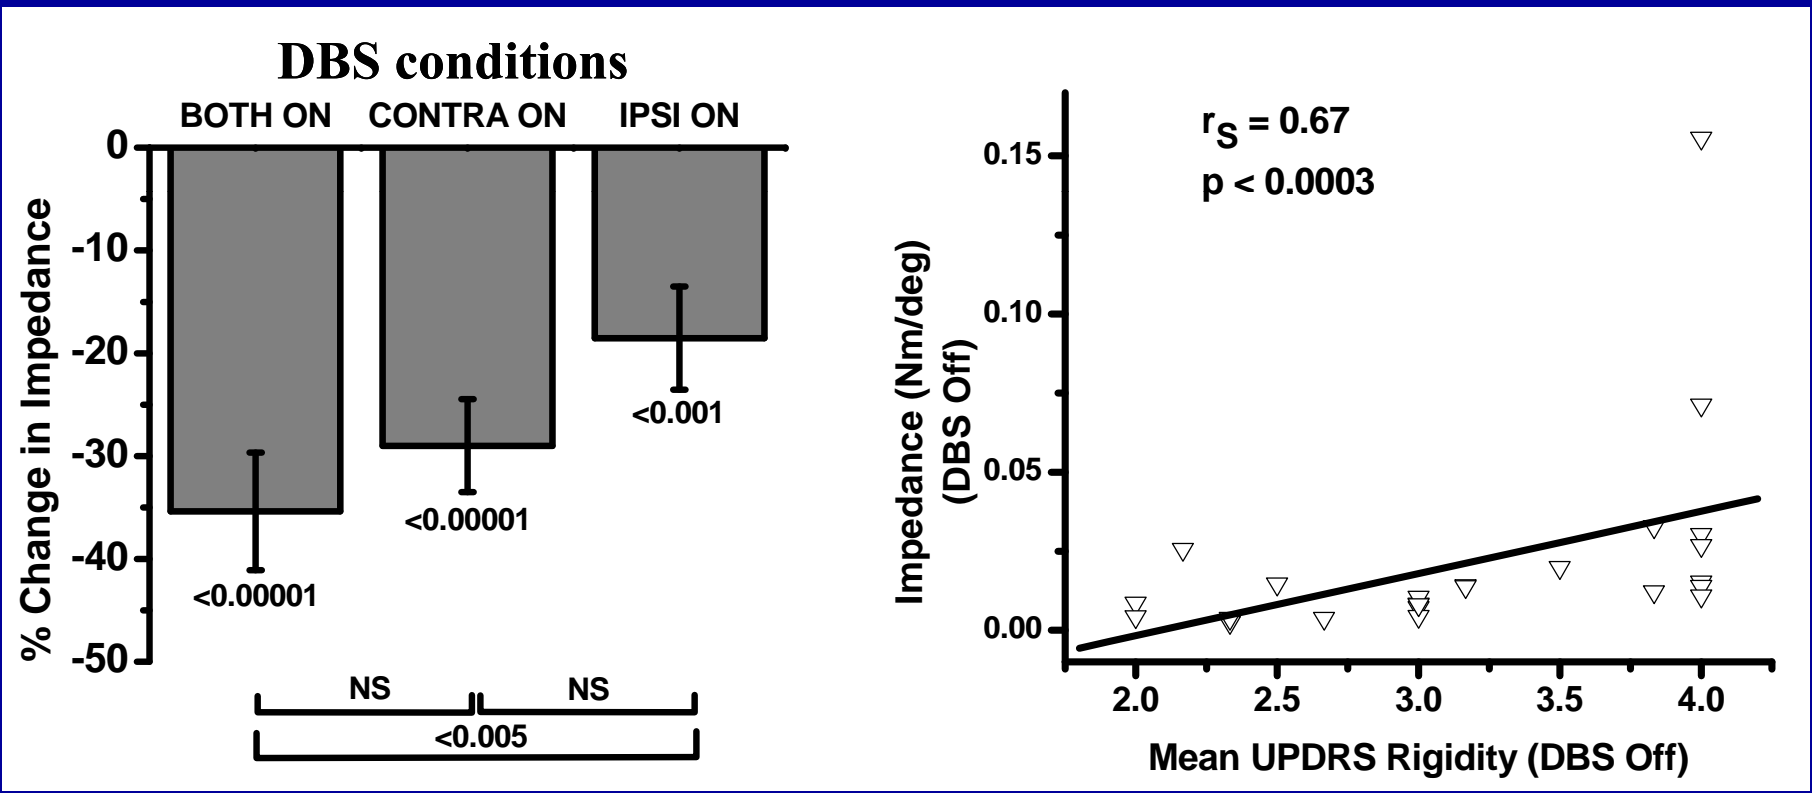 DBS conditions
BOTH ON CONTRA ON IPSI ON
0
-10
-20
-30
-40
-50
% Change in Impedance
<0.00001
<0.00001
<0.001
NS NS
<0.005
rS = 0.67
p < 0.0003
0.15
0.10
0.05
0.00
Impedance (Nm/deg)
(DBS Off)
2.0 2.5 3.0 3.5 4.0
Mean UPDRS Rigidity (DBS Off)